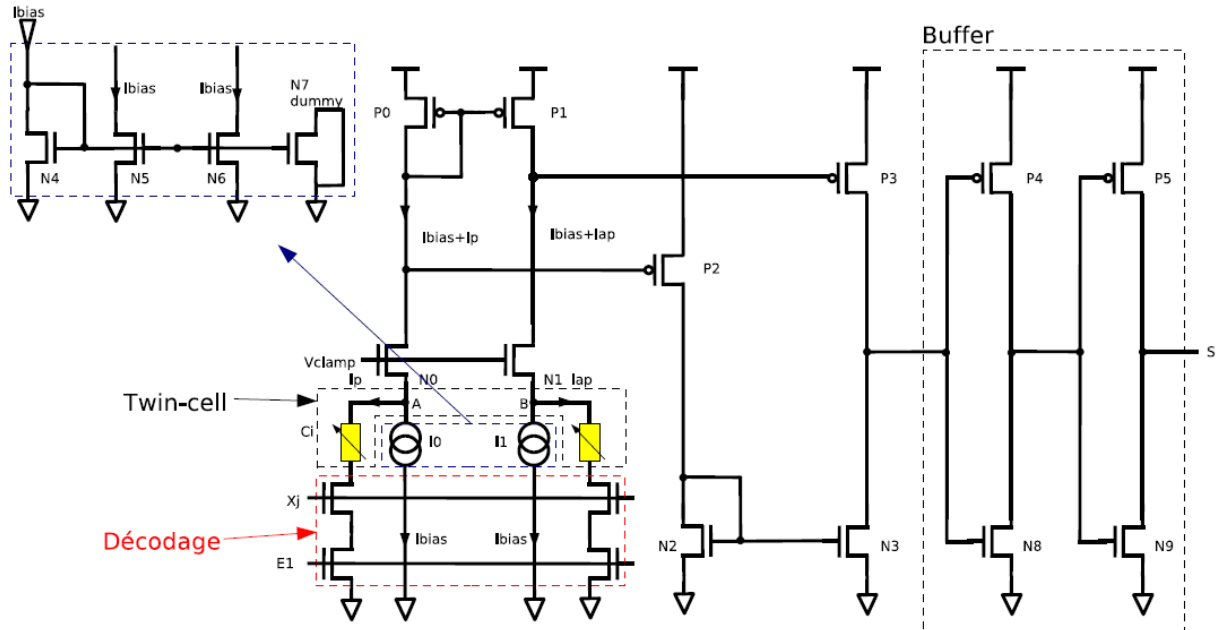 Ibias
Buffer
Ibias
Ibias
N7
dummy
N4
N5
N6
P0
P1
P3
P4
P5
Ibias+Ip
Ibias+Iap
P2
Vclamp
Ip
N0
N1
Iap
S
Twin-cell
A
B
Ci
I0
I1
Xj
Décodage
Ibias
Ibias
N2
N3
N8
N9
E1